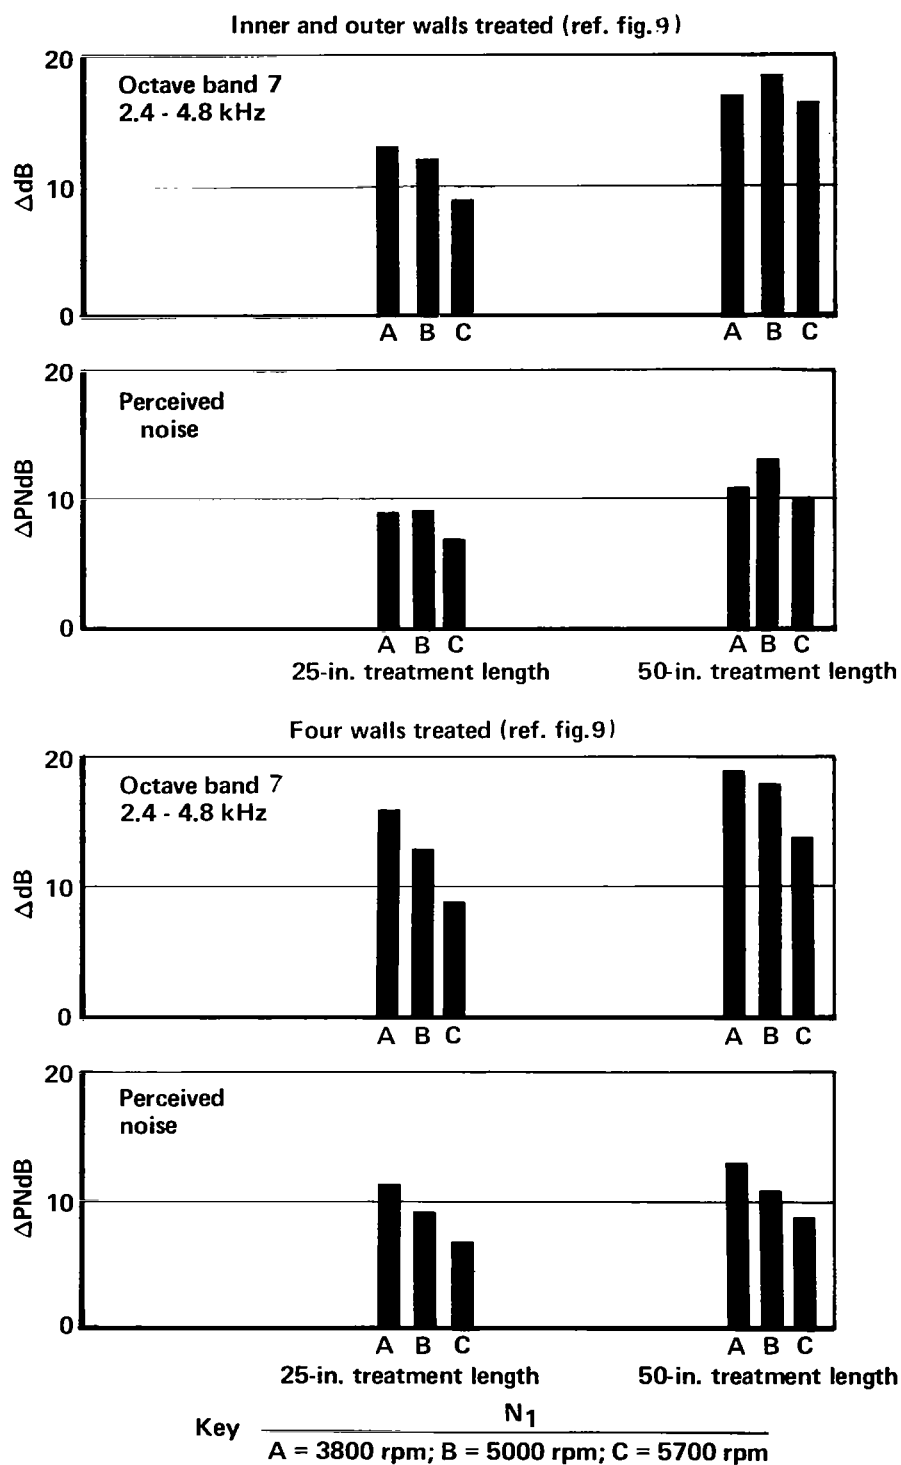 Inner and outer walls treated (ref. fig.9)
20
Octave band 7
2.4 - 4.8 kHz
ΔdB
10
0
A B C
A B C
20
Perceived
noise
ΔPNdB
10
0
A B C
A B C
25-in. treatment length
50-in. treatment length
Four walls treated (ref. fig.9)
20
Octave band 7
2.4 - 4.8 kHz
ΔdB
10
0
A B C
A B C
20
Perceived
noise
ΔPNdB
10
0
A B C
A B C
25-in. treatment length
50-in. treatment length
Key
N1
A = 3800 rpm; B = 5000 rpm; C = 5700 rpm